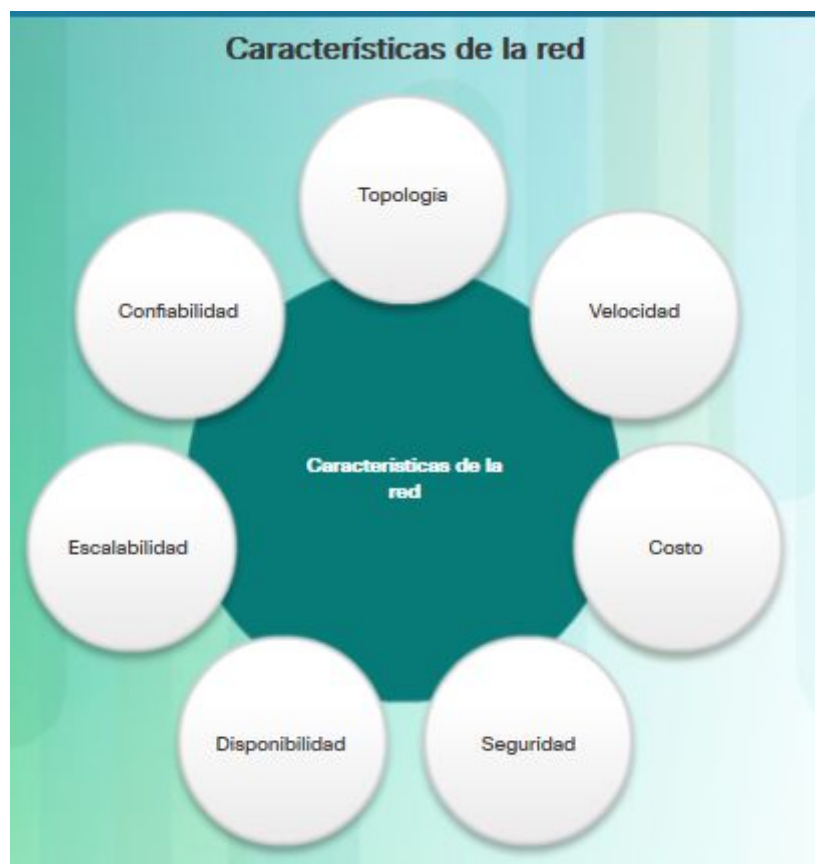 Características de la red
Topología
Confiabilidad
Velocidad
Características de la
red
Escalabilidad
Costo
Disponibilidad
Seguridad